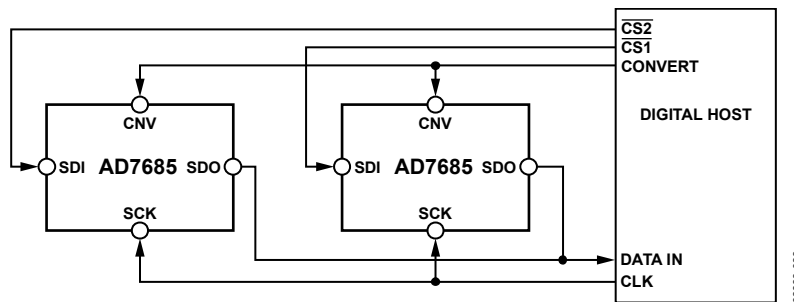 CS2
CS1
CONVERT
DIGITAL HOST
CNV
CNV
SDI AD7685 SDO
SDI AD7685 SDO
SCK
SCK
DATA IN
CLK